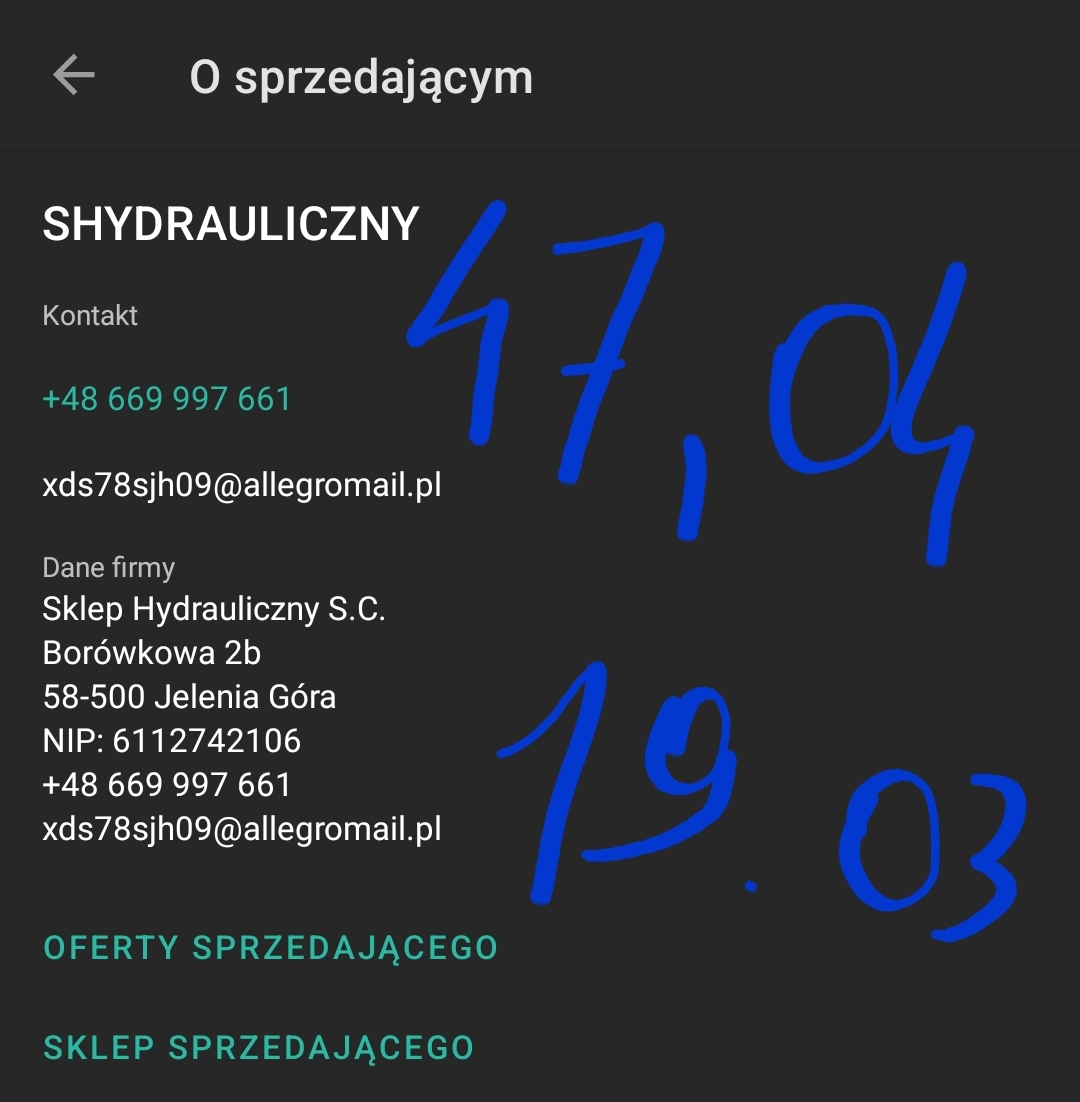 O sprzedającym
SHYDRAULICZNY
47,04
Kontakt
+48 669 997 661
xds78sjh09@allegromail.pl
Dane firmy
Sklep Hydrauliczny S.C.
Borówkowa 2b
58-500 Jelenia Góra
NIP: 6112742106
+48 669 997 661
xds78sjh09@allegromail.pl
19.03
OFERTY SPRZEDAJĄCEGO
SKLEP SPRZEDAJĄCEGO